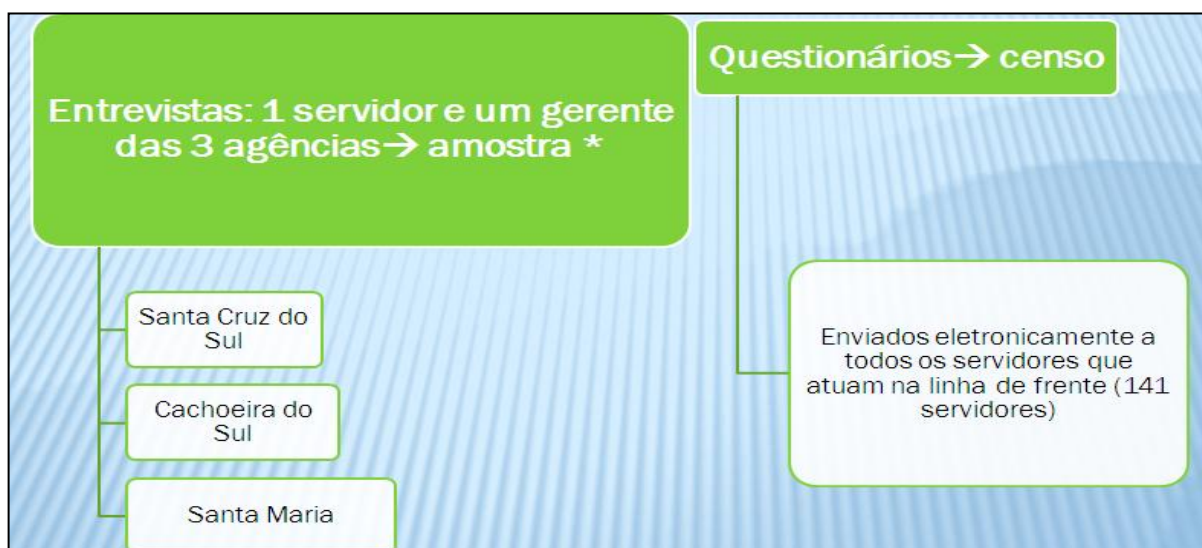 Entrevistas: 1 servidor e um gerente
das 3 agências→ amostra *
Santa Cruz do
Sul
Cachoeira do
Sul
Santa Maria
Questionários→ censo
Enviados eletronicamente a
todos os servidores que
atuam na linha de frente (141
servidores)